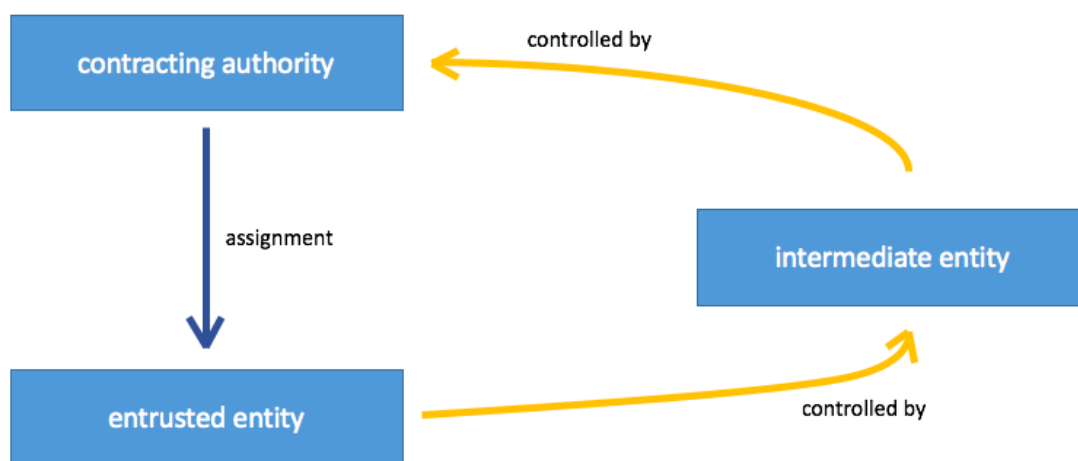 controlled by
contracting authority
assignment
intermediate entity
entrusted entity
controlled by